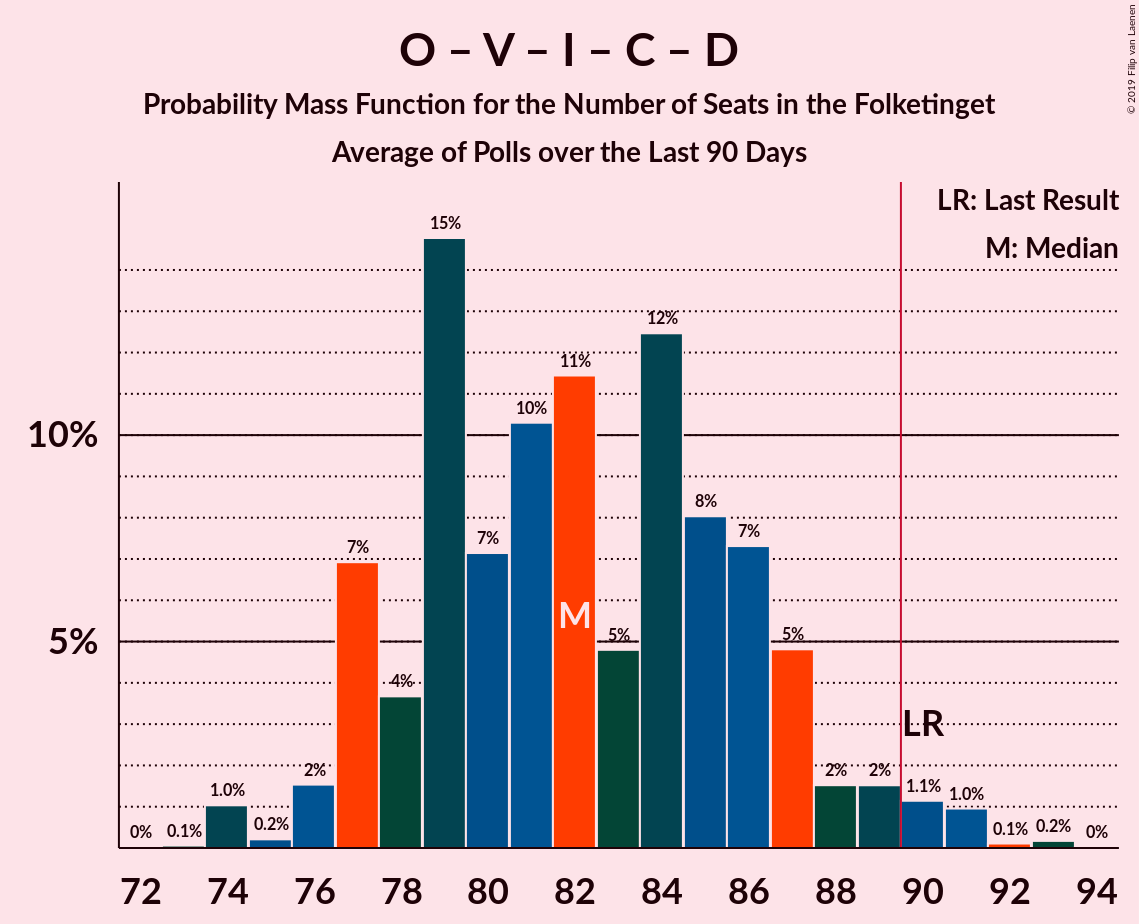 O – V – I – C – D
Probability Mass Function for the Number of Seats in the Folketinget
Average of Polls over the Last 90 Days
© 2019 Filip van Laenen
LR: Last Result
M: Median
10%
5%
0%
0.1%
1.0%
0.2%
2%
7%
4%
15%
7%
10%
11%
5%
12%
8%
7%
5%
2%
2%
1.1%
1.0%
0.1%
0.2%
0%
M
LR
72 74 76 78 80 82 84 86 88 90 92 94